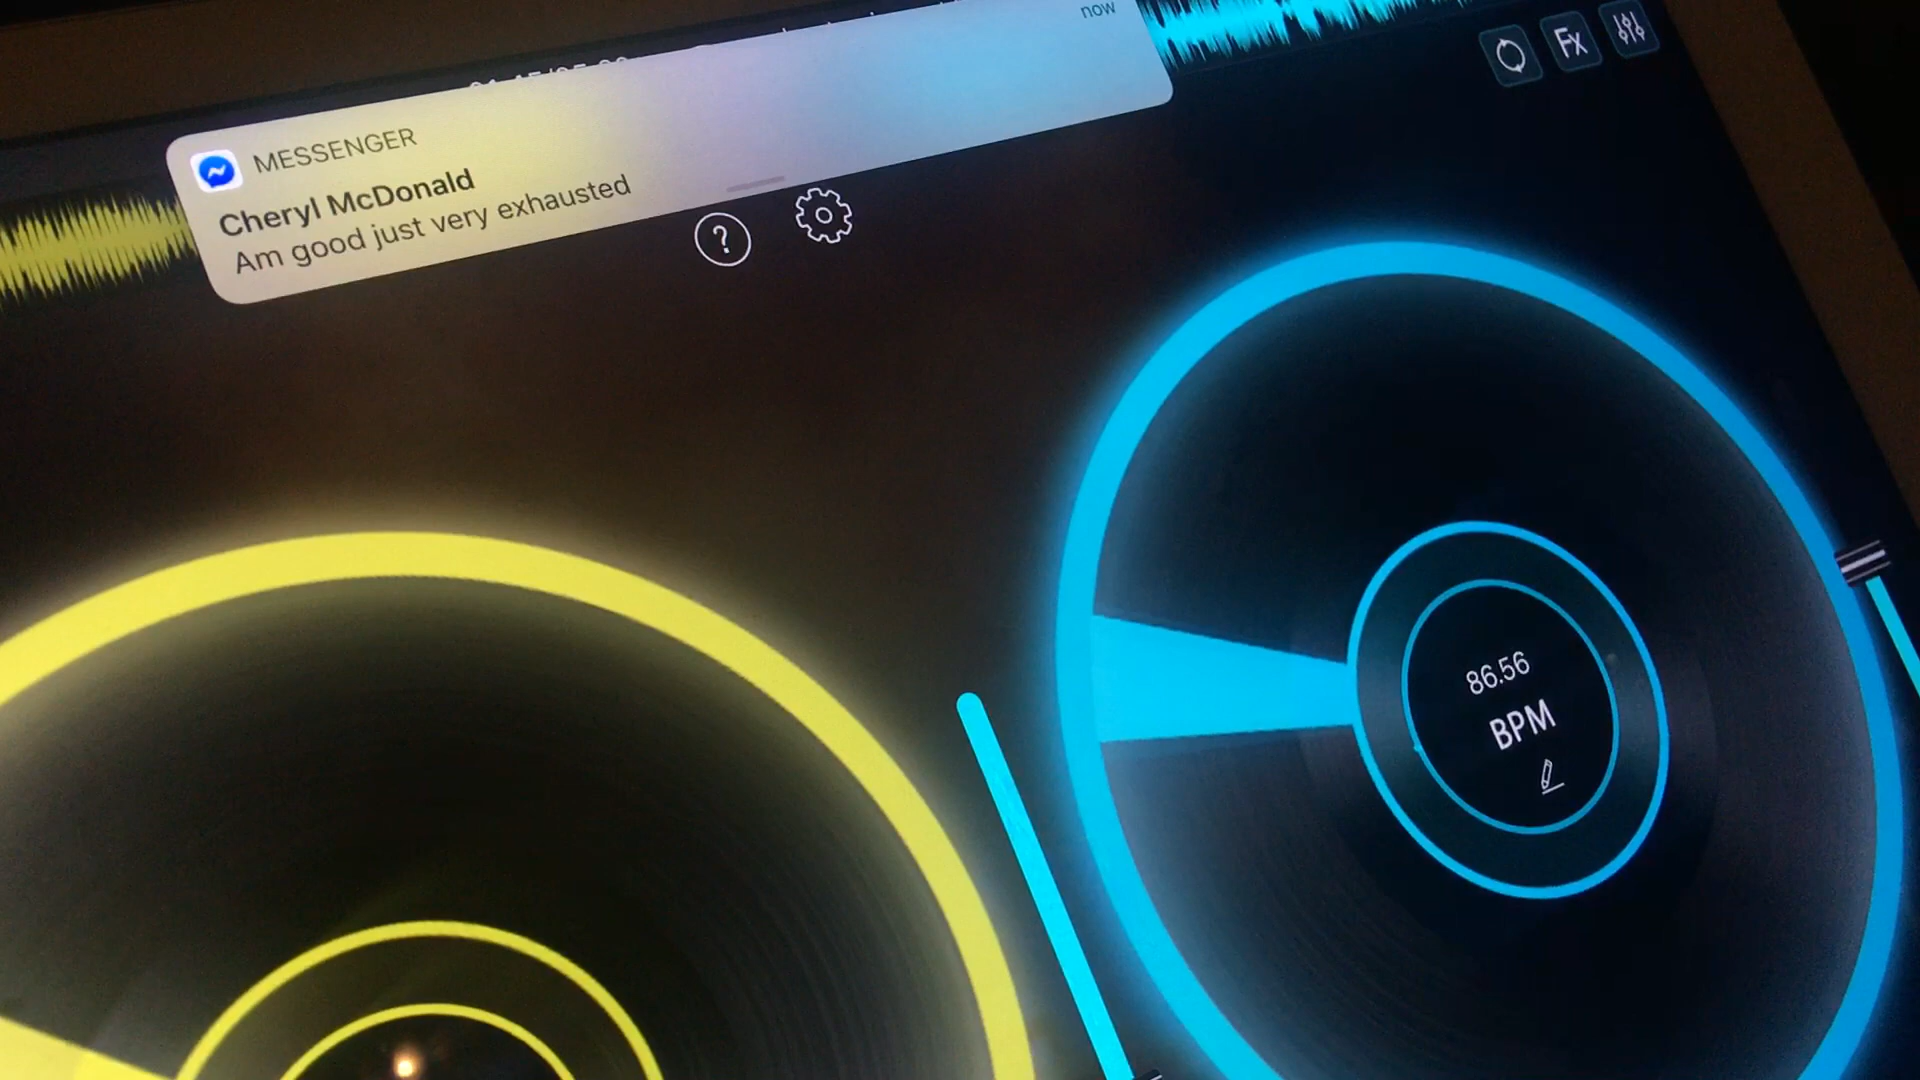 now
MESSENGER
Cheryl McDonald
Am good just very exhausted
?
Fx
86.56
BPM